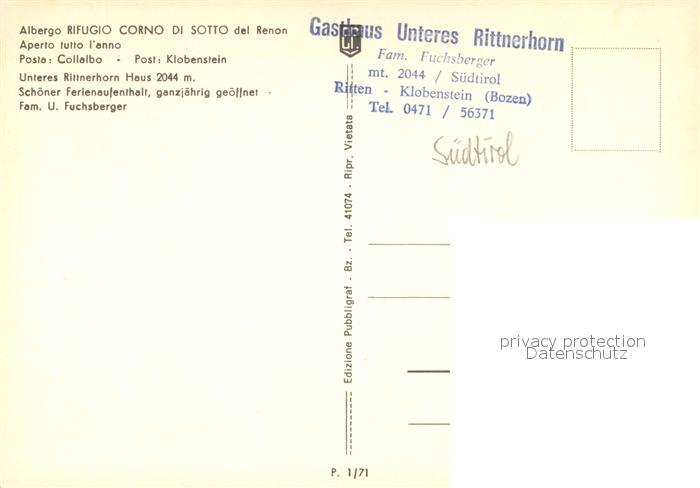 Albergo RIFUGIO CORNO DI SOTTO del Renon
Aperto tutto l'anno
Posta: Collalbo - Post: Klobenstein
Unteres Rittnerhorn Haus 2044 m.
Schöner Ferienaufenthalt, ganzjährig geöffnet -
Fam. U. Fuchsberger
Gasthaus Unteres Rittnerhorn
Fam. Fuchsberger
mt. 2044 / Südtirol
Ritten - Klobenstein (Bozen)
Tel. 0471 / 56371
Südtirol
Edizione Pubbligraf - Bz. - Tel. 41074 - Ripr. Vietata
privacy protection
Datenschutz
P. 1/71